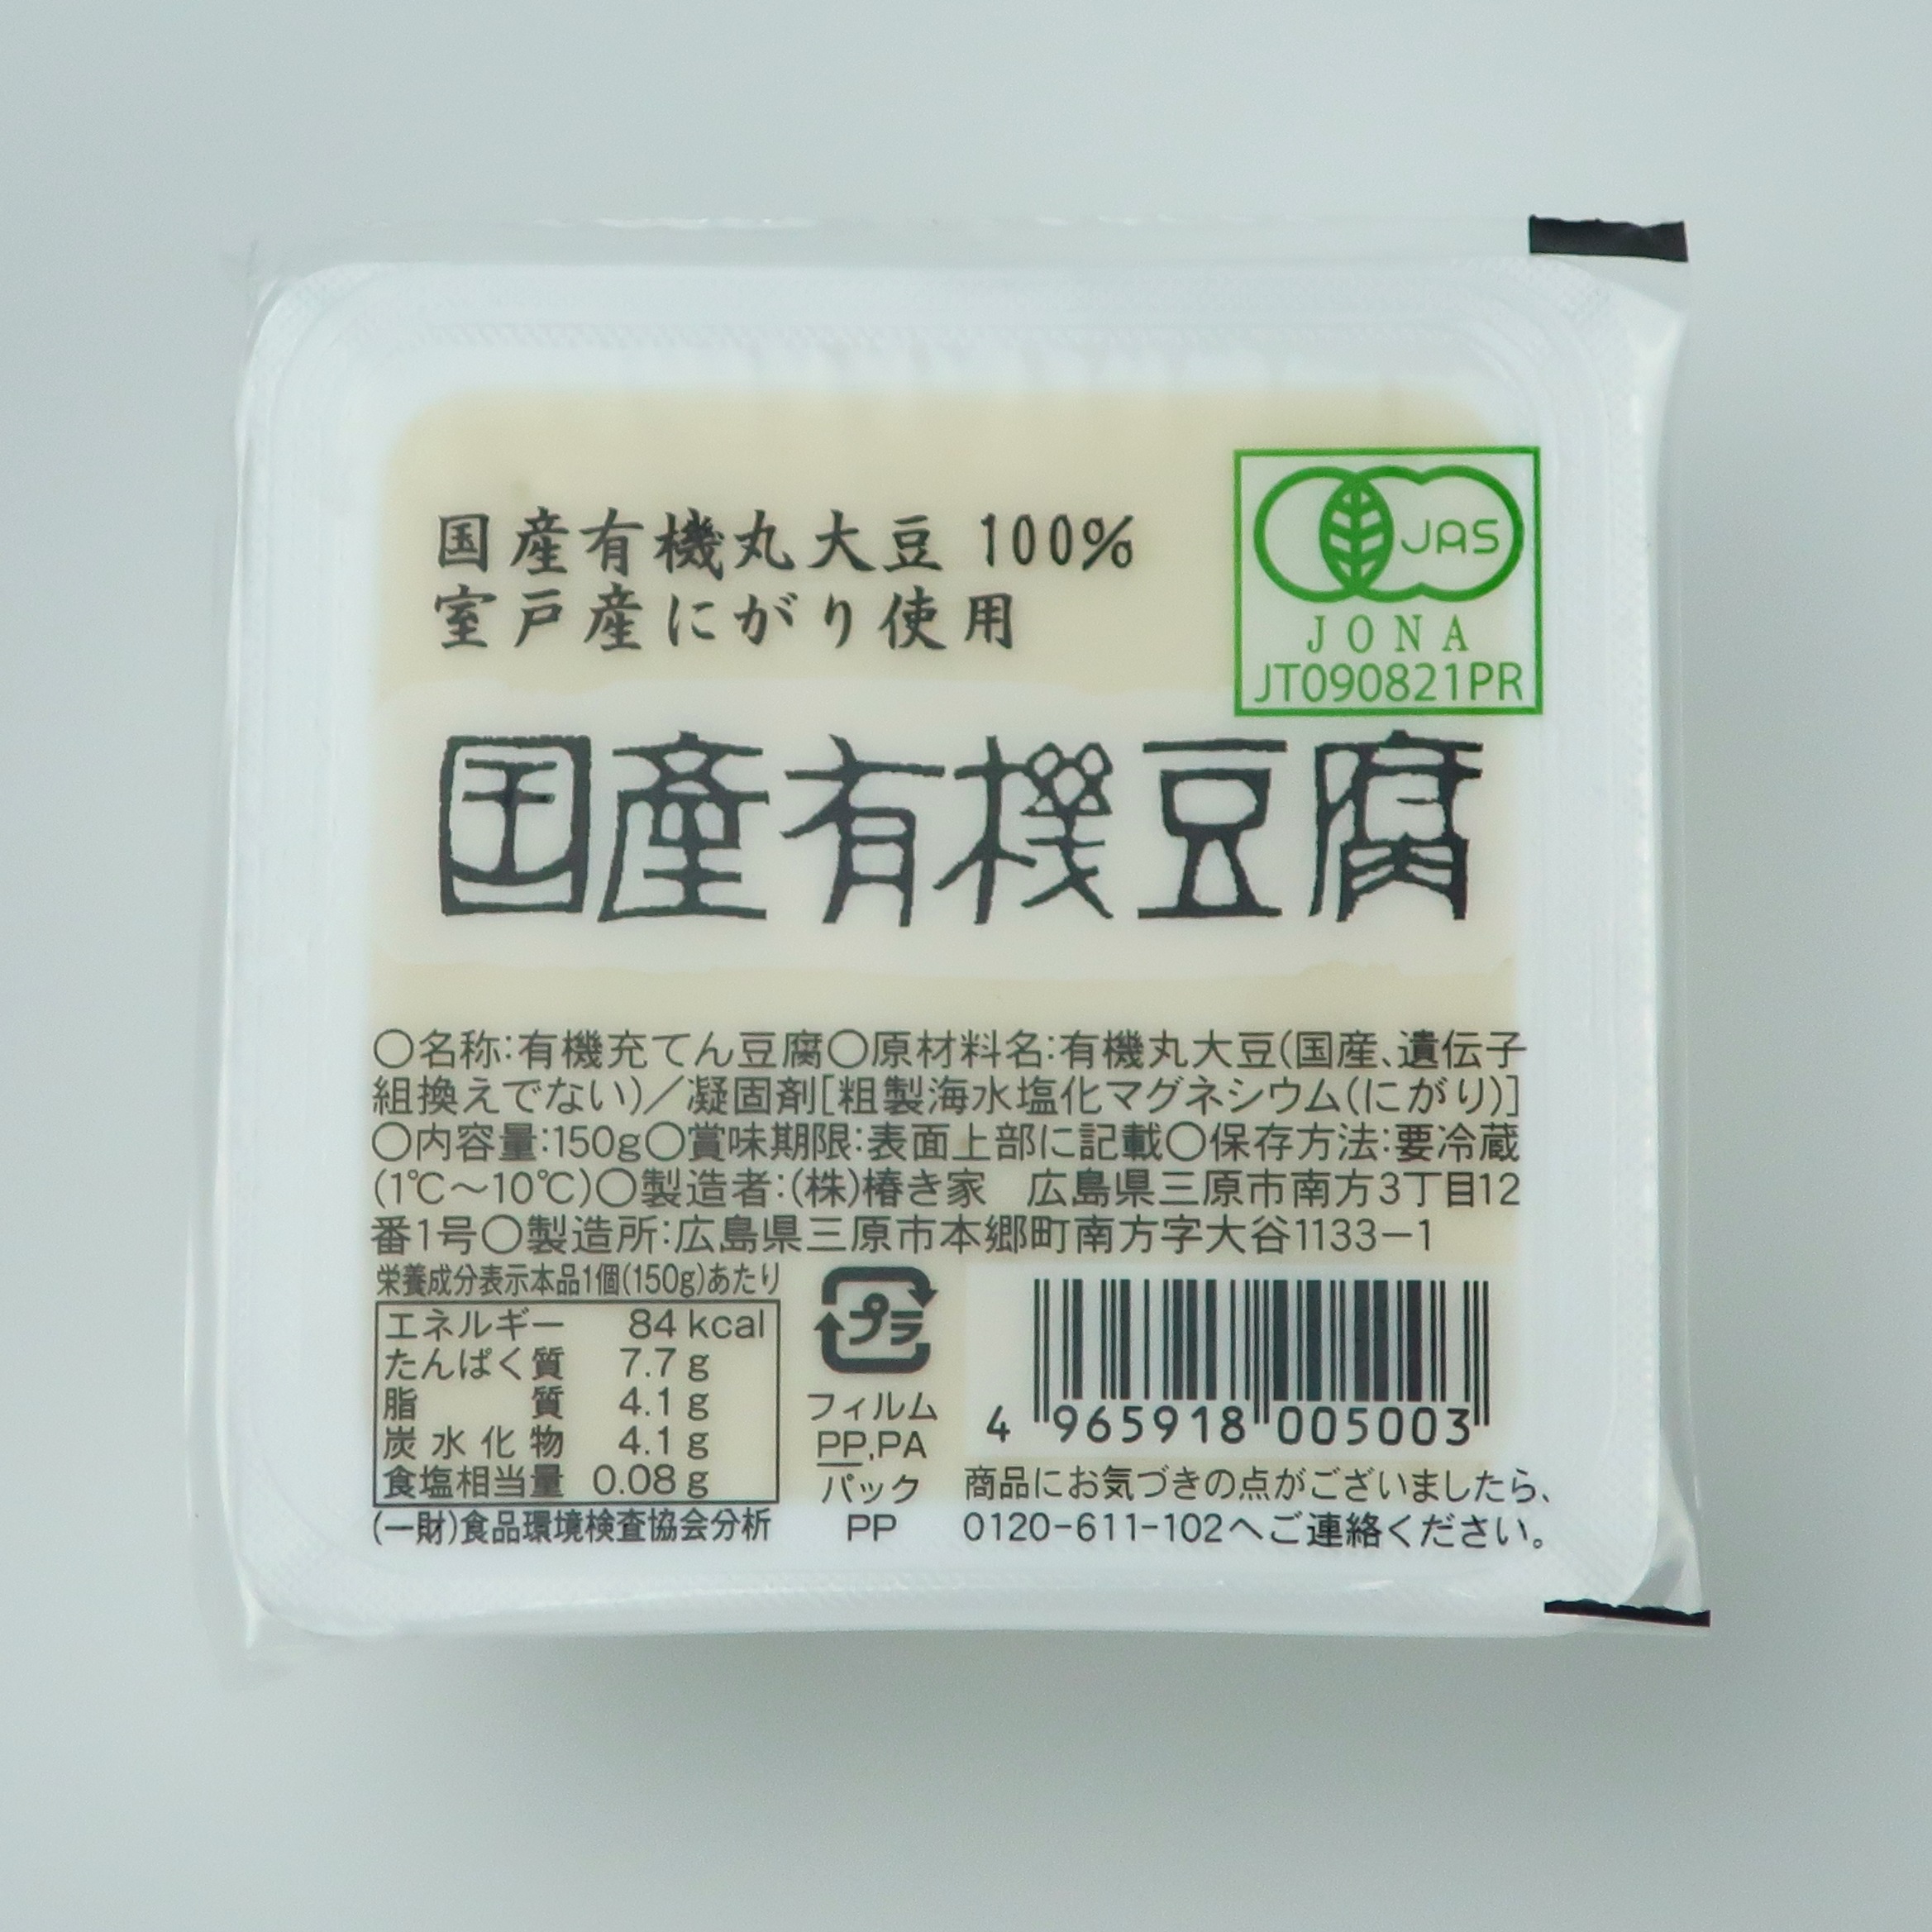 国産有機丸大豆 100%
室戸産にがり使用
JAS
JONA
JT090821PR
国産有機豆腐
○名称:有機充てん豆腐○原材料名:有機丸大豆(国産、遺伝子
組換えでない)／凝固剤[粗製海水塩化マグネシウム(にがり)]
○内容量:150g○賞味期限:表面上部に記載○保存方法:要冷蔵
(1℃～10℃)○製造者:(株)椿き家　広島県三原市南方3丁目12
番1号○製造所:広島県三原市本郷町南方字大谷1133－1
栄養成分表示本品1個(150g)あたり
エネルギー 84 kcal
たんぱく質 7.7 g
脂質 4.1 g
炭水化物 4.1 g
食塩相当量 0.08 g
(一財)食品環境検査協会分析
プラ
フィルム
PP,PA
パック
PP
4 965918 005003
商品にお気づきの点がございましたら、
0120-611-102へご連絡ください。